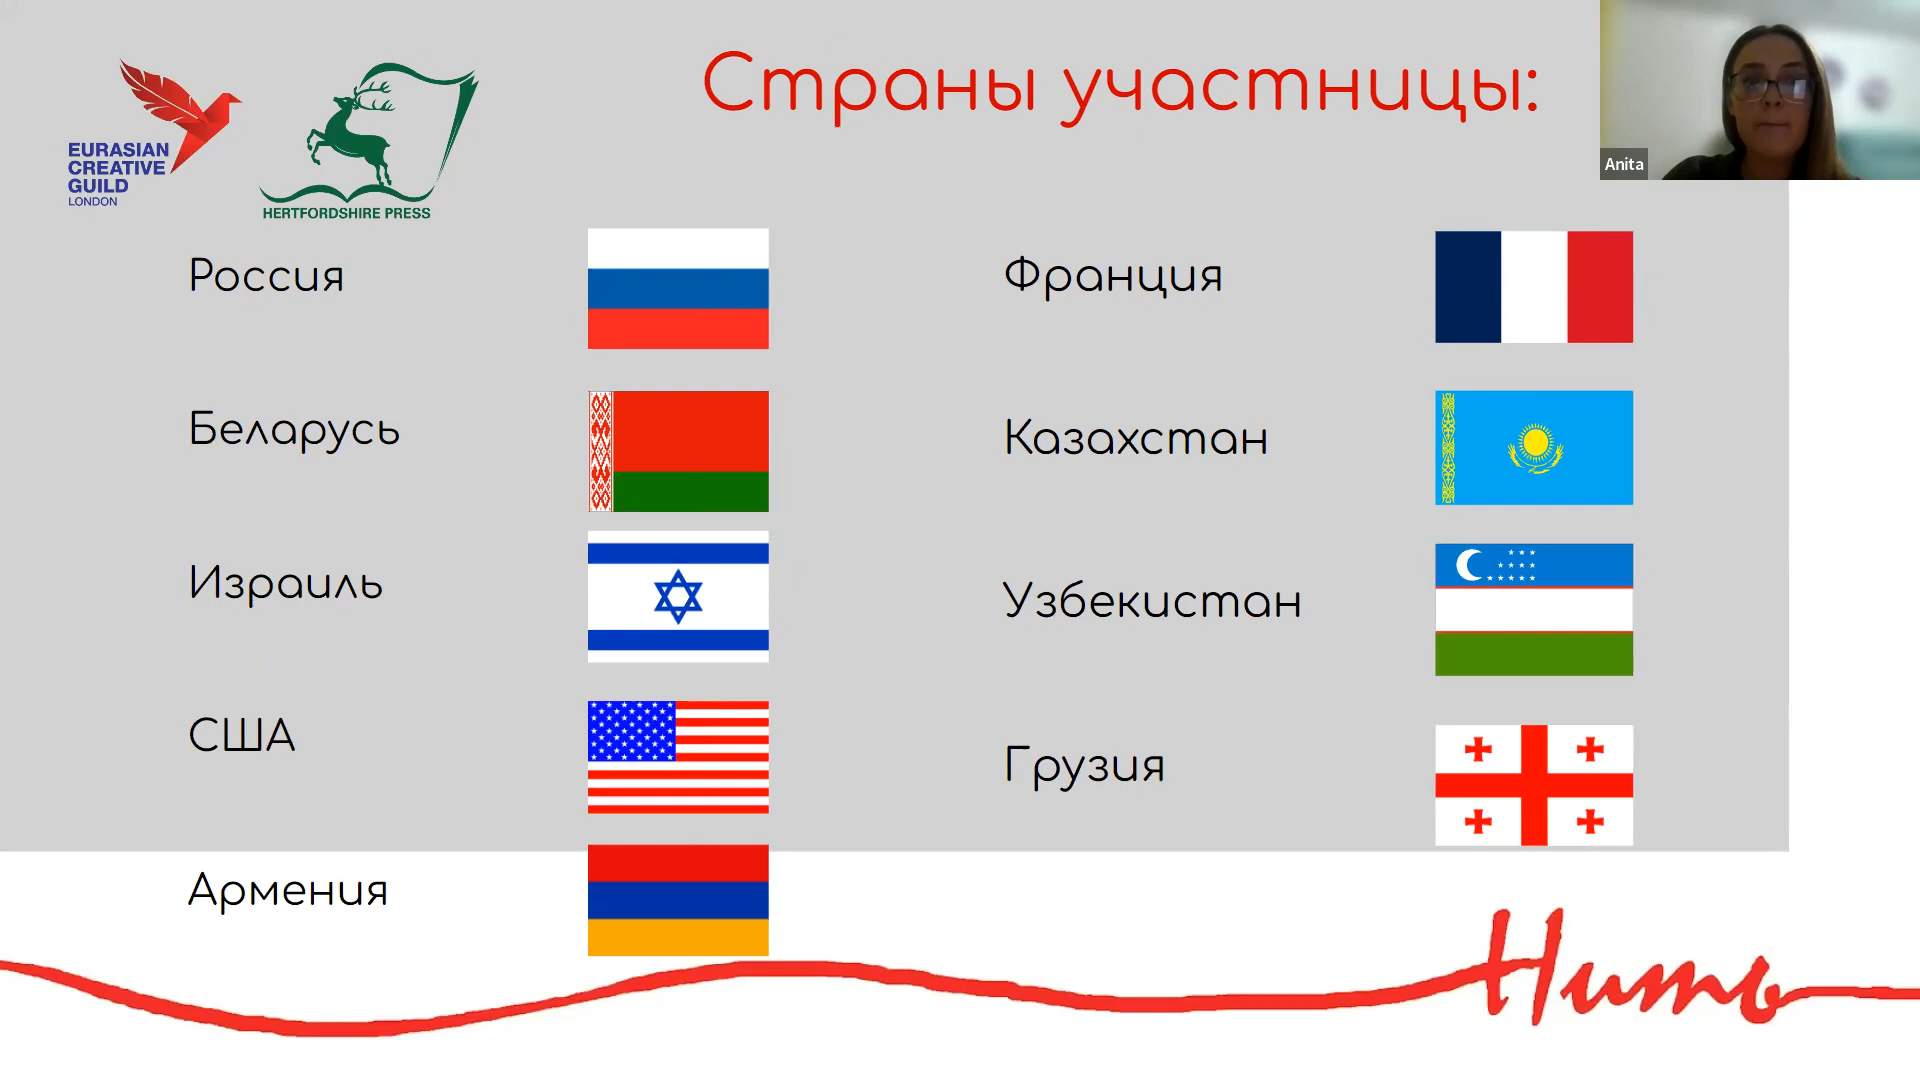 Страны участницы:
Anita
EURASIAN
CREATIVE
GUILD
LONDON
HERTFORDSHIRE PRESS
Россия
Беларусь
Израиль
США
Армения
Франция
Казахстан
Узбекистан
Грузия
Нить